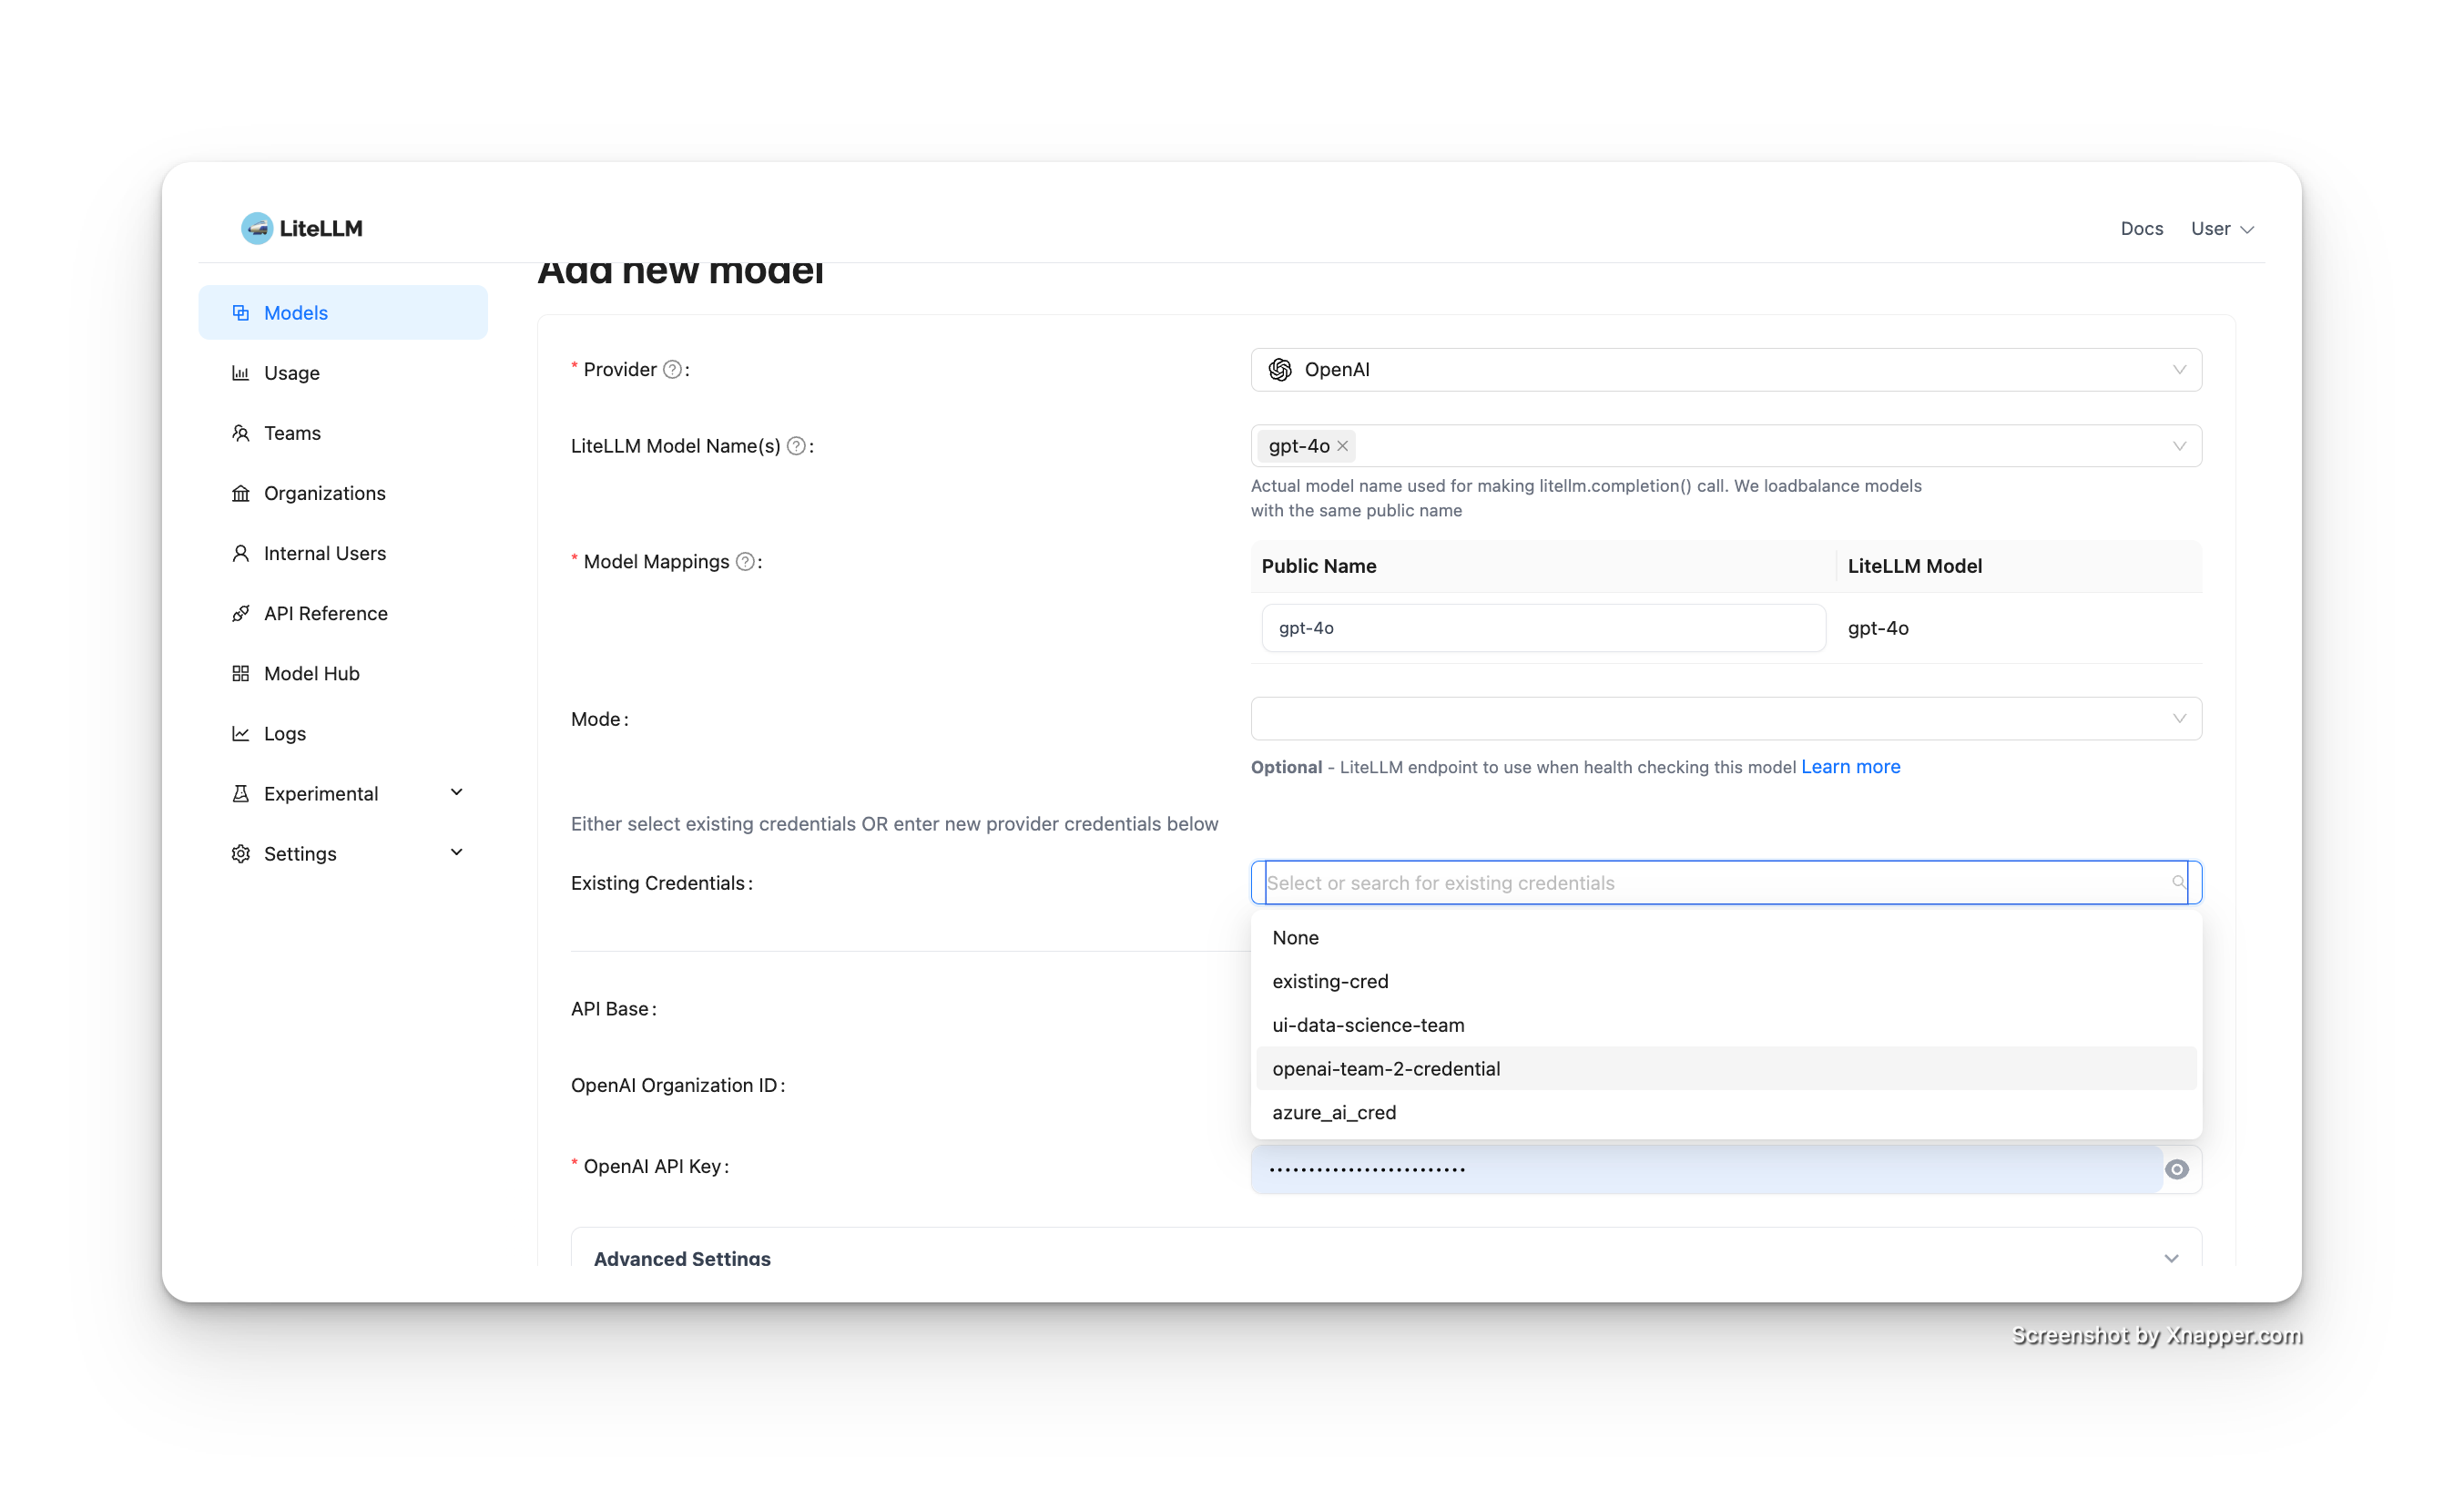 LiteLLM
Docs
User
Add new model
Models
Usage
Teams
Organizations
Internal Users
API Reference
Model Hub
Logs
Experimental
Settings
* Provider ? :
OpenAI
LiteLLM Model Name(s) ? :
gpt-4o
Actual model name used for making litellm.completion() call. We loadbalance models
with the same public name
* Model Mappings ? :
Public Name
LiteLLM Model
gpt-4o
gpt-4o
Mode :
Optional - LiteLLM endpoint to use when health checking this model Learn more
Either select existing credentials OR enter new provider credentials below
Existing Credentials :
Select or search for existing credentials
None
existing-cred
ui-data-science-team
openai-team-2-credential
azure_ai_cred
API Base :
OpenAI Organization ID :
* OpenAI API Key :
Advanced Settings
Screenshot by Xnapper.com